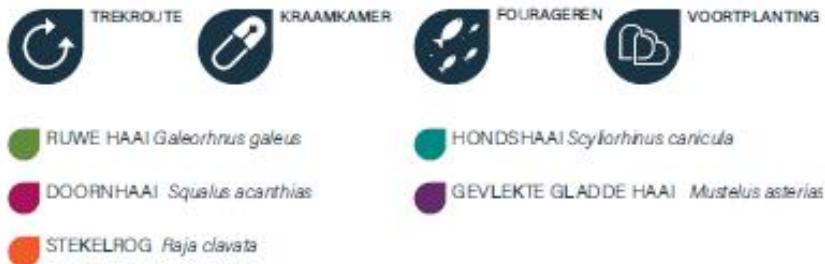 TREKROUTE
KRAAMKAMER
FOURAGEREN
VOORTPLANTING
RUWE HAAI Galeorhnus galeus
HONDSHAAI Scyliorhinus canicula
DOORNHAAI Squalus acanthias
GEVLEKTE GLADDE HAAI Mustelus asterias
STEKELROG Raja clavata